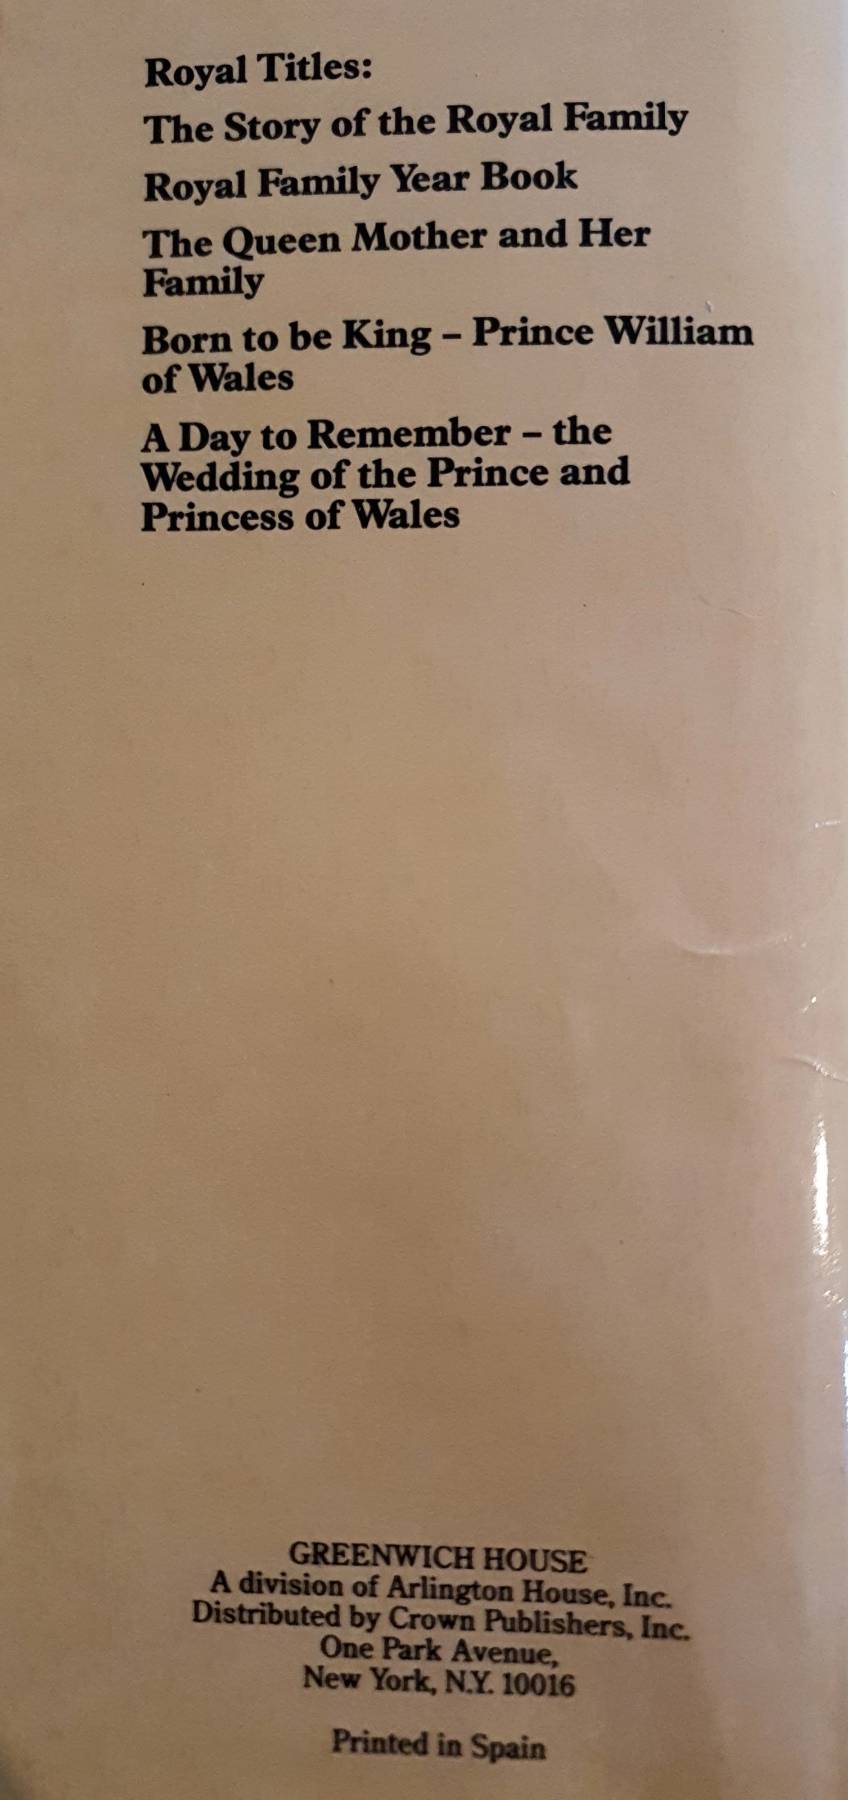 Royal Titles:
The Story of the Royal Family
Royal Family Year Book
The Queen Mother and Her
Family
Born to be King – Prince William
of Wales
A Day to Remember – the
Wedding of the Prince and
Princess of Wales
GREENWICH HOUSE
A division of Arlington House, Inc.
Distributed by Crown Publishers, Inc.
One Park Avenue,
New York, N.Y. 10016
Printed in Spain